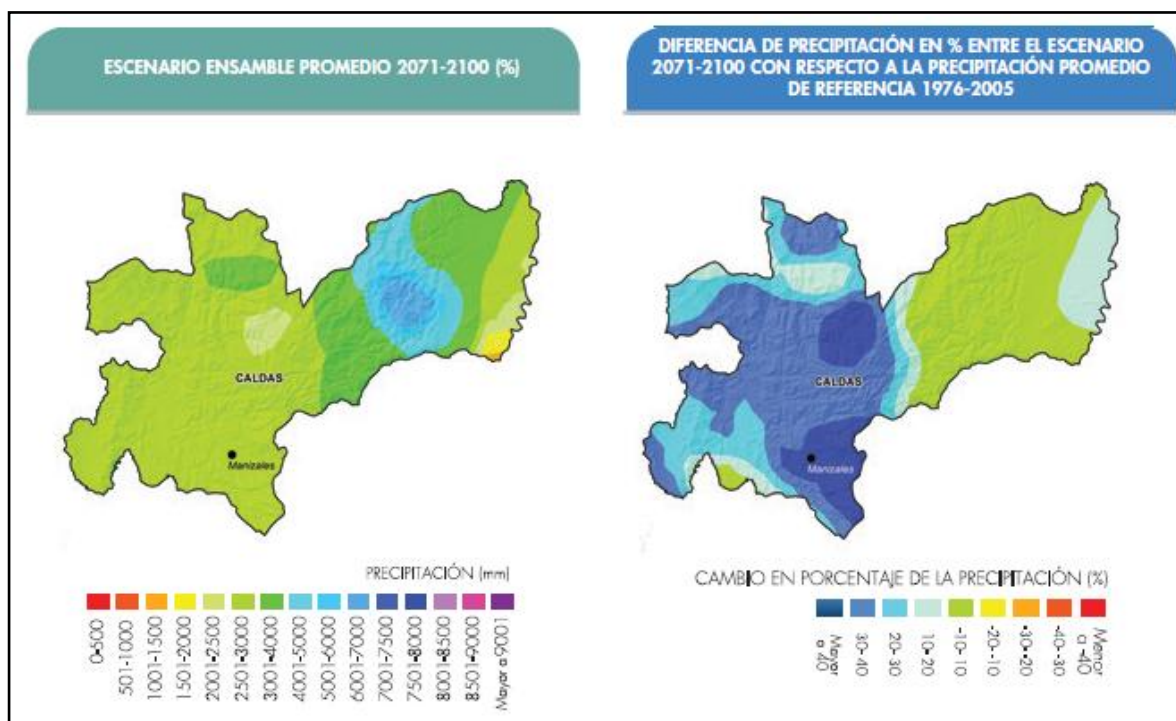 ESCENARIO ENSAMBLE PROMEDIO 2071-2100 (%)
DIFERENCIA DE PRECIPITACIÓN EN % ENTRE EL ESCENARIO
2071-2100 CON RESPECTO A LA PRECIPITACIÓN PROMEDIO
DE REFERENCIA 1976-2005
CALDAS
Manizales
CALDAS
Manizales
PRECIPITACIÓN (mm)
0-500
501-1000
1001-1500
1501-2000
2001-2500
2501-3000
3001-4000
4001-5000
5001-6000
6001-7000
7001-7500
7501-8000
8001-8500
8501-9000
Mayor a 9001
CAMBIO EN PORCENTAJE DE LA PRECIPITACIÓN (%)
Mayor
a 40
30-40
20-30
10-20
-10-10
-20--10
-30-20
-40-30
Menor
a -40